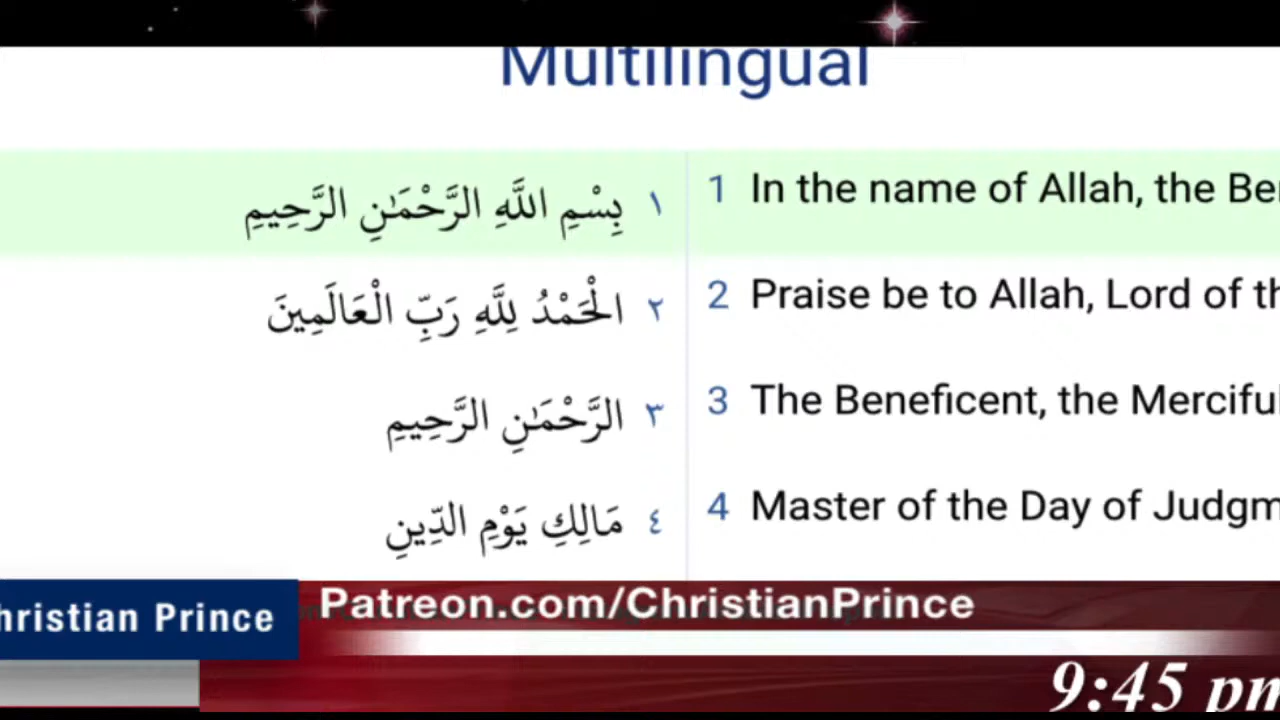 Multilingual
١ بِسْمِ اللَّهِ الرَّحْمَٰنِ الرَّحِيمِ
1 In the name of Allah, the
٢ الْحَمْدُ لِلَّهِ رَبِّ الْعَالَمِينَ
2 Praise be to Allah, Lord of
٣ الرَّحْمَٰنِ الرَّحِيمِ
3 The Beneficent, the Merciful
٤ مَالِكِ يَوْمِ الدِّينِ
4 Master of the Day of
hristian Prince
Patreon.com/ChristianPrince
9:45 pm